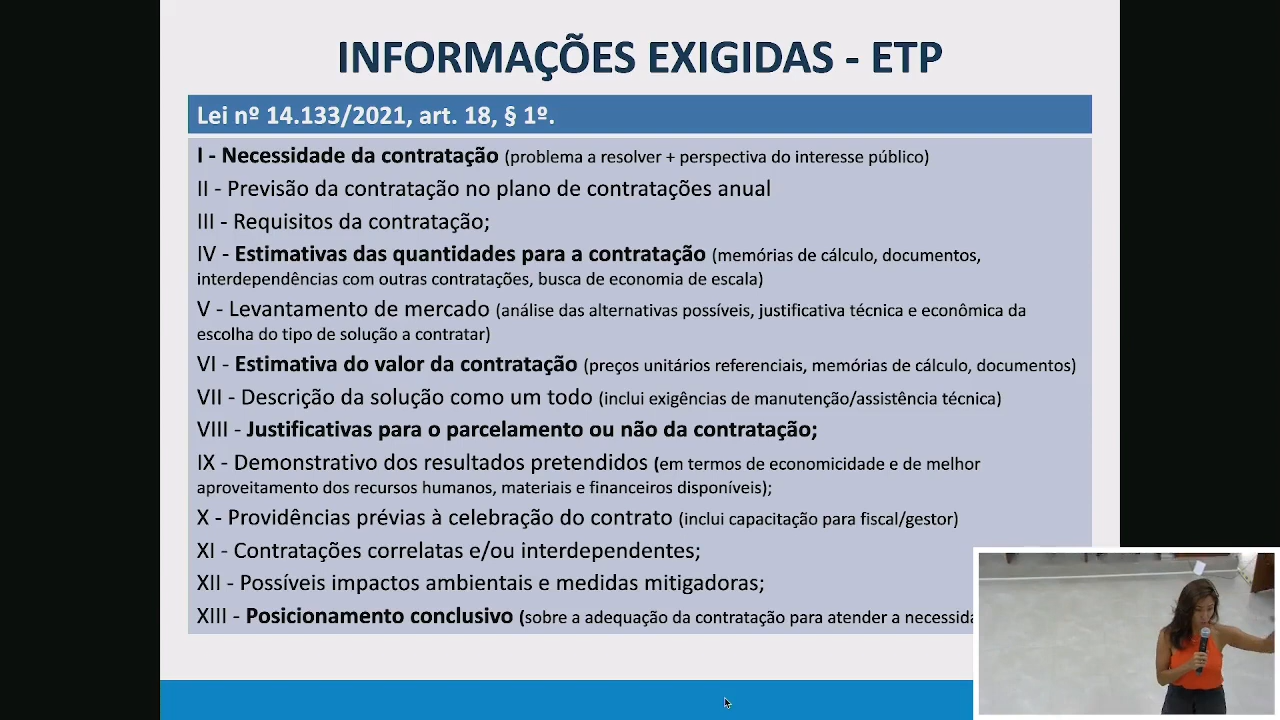 INFORMAÇÕES EXIGIDAS - ETP
Lei nº 14.133/2021, art. 18, § 1º.
I - Necessidade da contratação (problema a resolver + perspectiva do interesse público)
II - Previsão da contratação no plano de contratações anual
III - Requisitos da contratação;
IV - Estimativas das quantidades para a contratação (memórias de cálculo, documentos,
interdependências com outras contratações, busca de economia de escala)
V - Levantamento de mercado (análise das alternativas possíveis, justificativa técnica e econômica da
escolha do tipo de solução a contratar)
VI - Estimativa do valor da contratação (preços unitários referenciais, memórias de cálculo, documentos)
VII - Descrição da solução como um todo (inclui exigências de manutenção/assistência técnica)
VIII - Justificativas para o parcelamento ou não da contratação;
IX - Demonstrativo dos resultados pretendidos (em termos de economicidade e de melhor
aproveitamento dos recursos humanos, materiais e financeiros disponíveis);
X - Providências prévias à celebração do contrato (inclui capacitação para fiscal/gestor)
XI - Contratações correlatas e/ou interdependentes;
XII - Possíveis impactos ambientais e medidas mitigadoras;
XIII - Posicionamento conclusivo (sobre a adequação da contratação para atender a